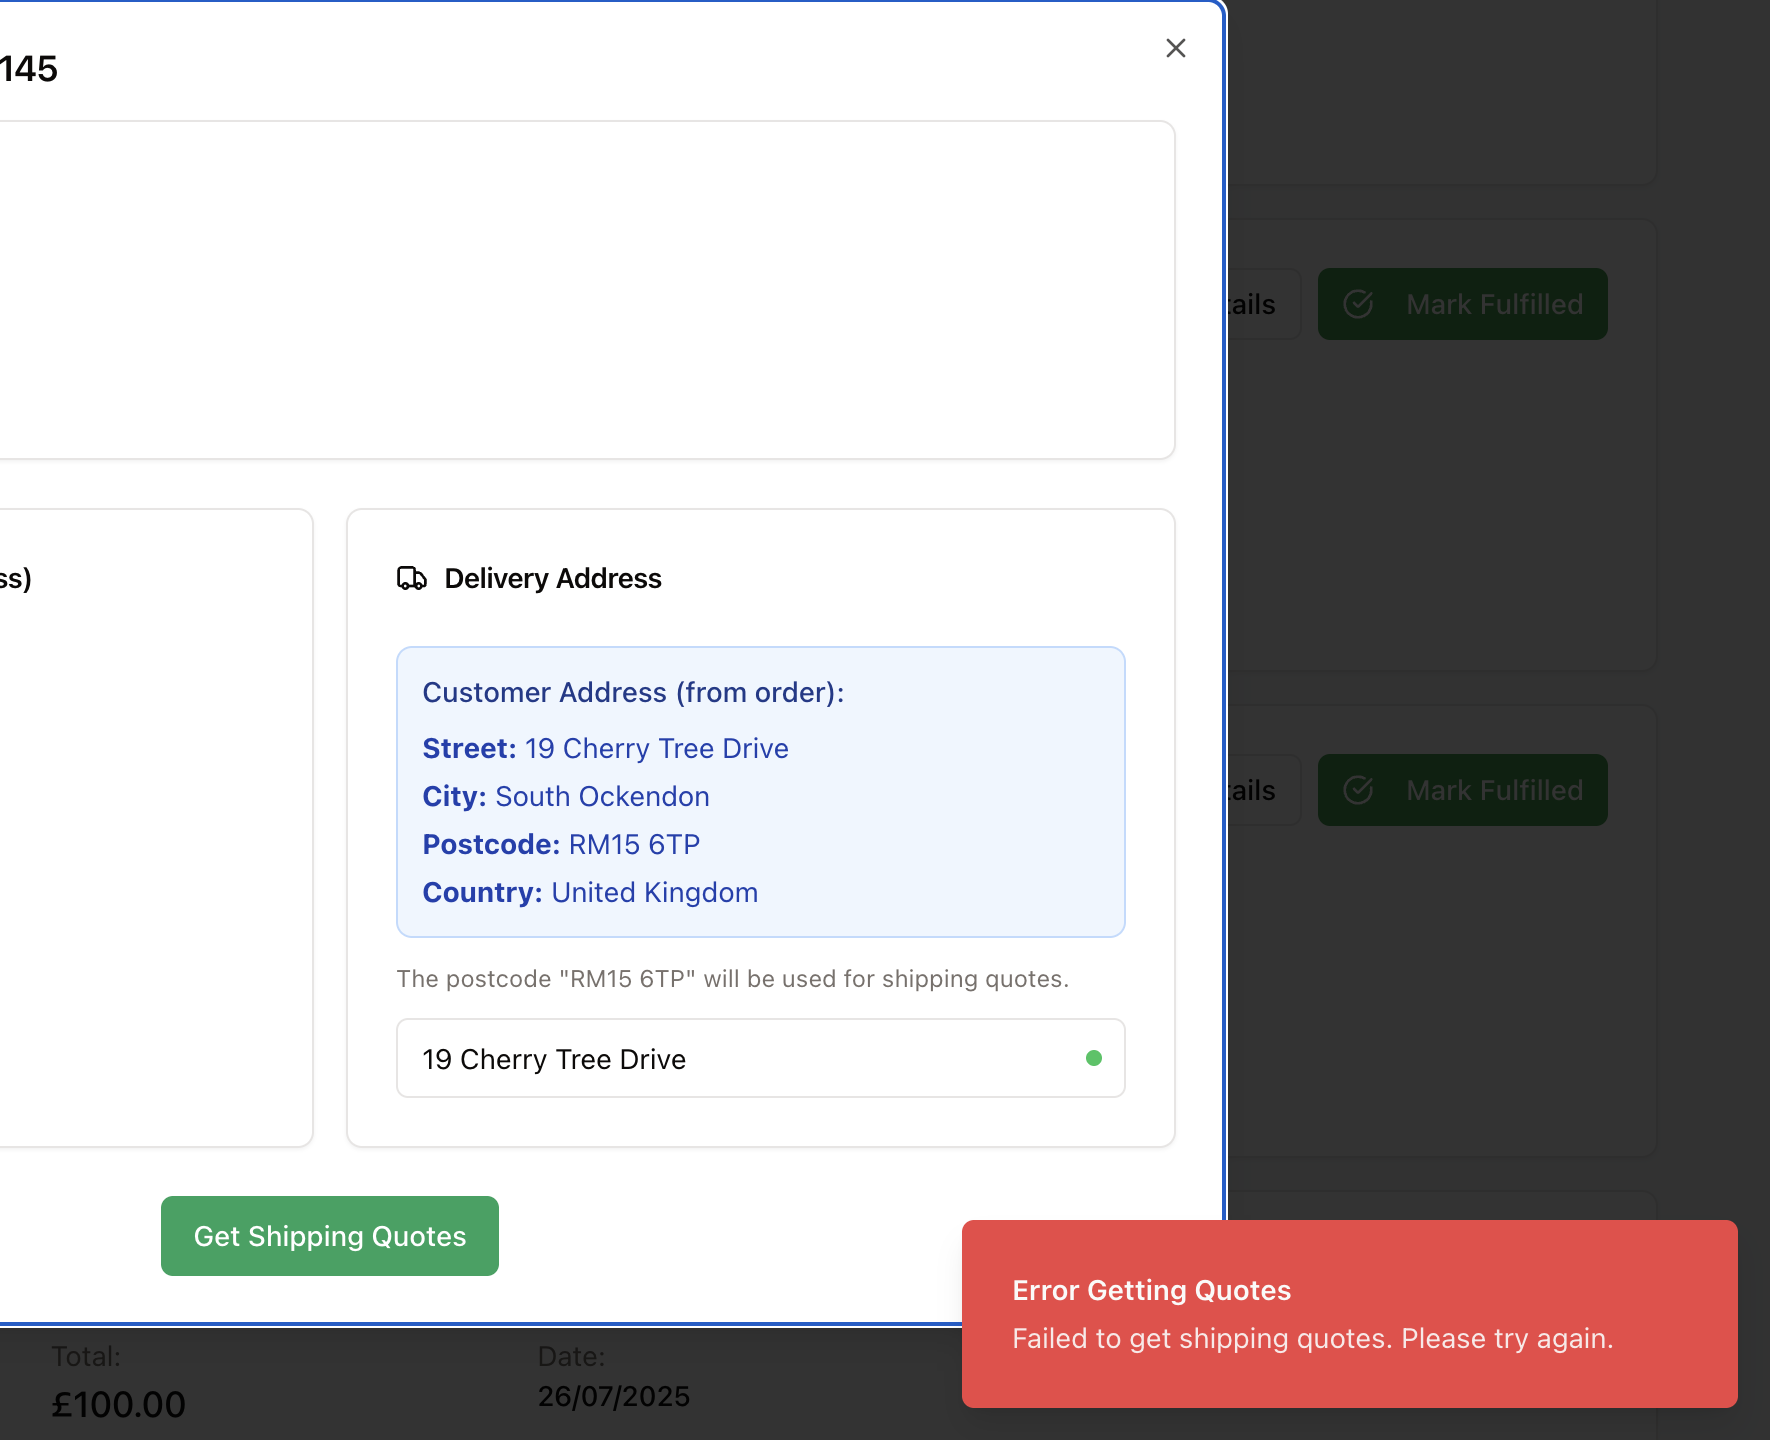 145
tails
Mark Fulfilled
ss)
Delivery Address
Customer Address (from order):
Street: 19 Cherry Tree Drive
City: South Ockendon
Postcode: RM15 6TP
Country: United Kingdom
The postcode "RM15 6TP" will be used for shipping quotes.
19 Cherry Tree Drive
tails
Mark Fulfilled
Get Shipping Quotes
Error Getting Quotes
Failed to get shipping quotes. Please try again.
Total:
£100.00
Date:
26/07/2025